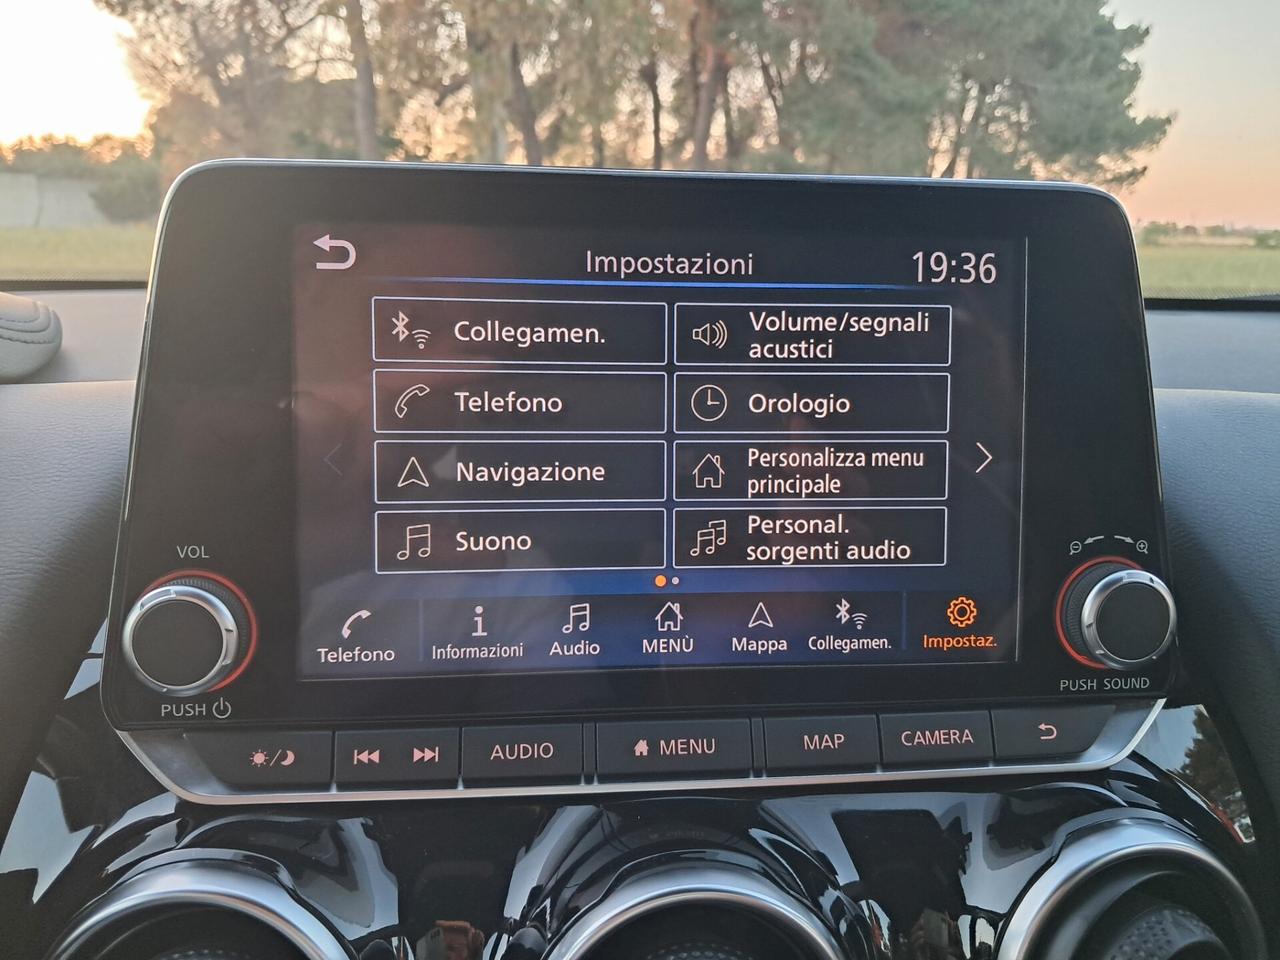 Impostazioni
19:36
Collegamen.
Volume/segnali
acustici
Telefono
Orologio
Navigazione
Personalizza menu
principale
Suono
Personal.
sorgenti audio
Telefono
Informazioni
Audio
MENÙ
Mappa
Collegamen.
Impostaz.
VOL
PUSH
PUSH SOUND
AUDIO
MENU
MAP
CAMERA